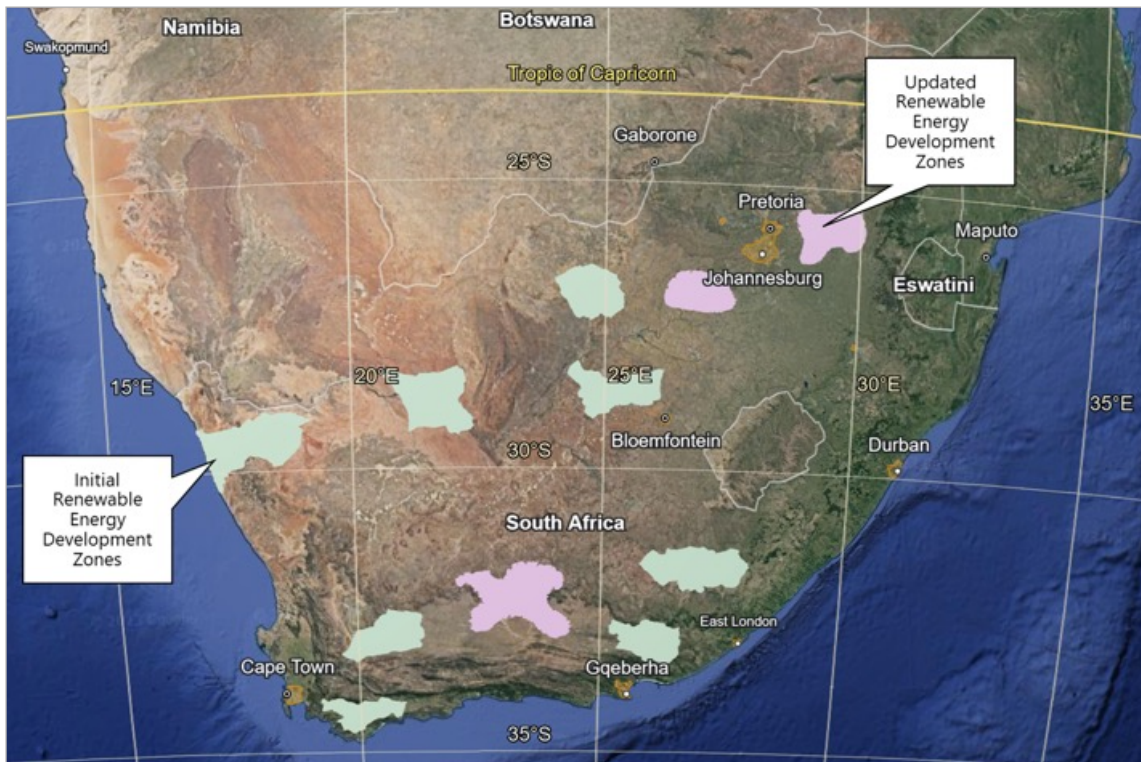 Namibia
Botswana
Swakopmund
Tropic of Capricorn
Updated
Renewable
Energy
Development
Zones
Gaborone
25°S
Pretoria
Maputo
Johannesburg
Eswatini
15°E
20°E
25°E
30°E
35°E
Bloemfontein
30°S
Durban
Initial
Renewable
Energy
Development
Zones
South Africa
East London
Cape Town
Gqeberha
35°S